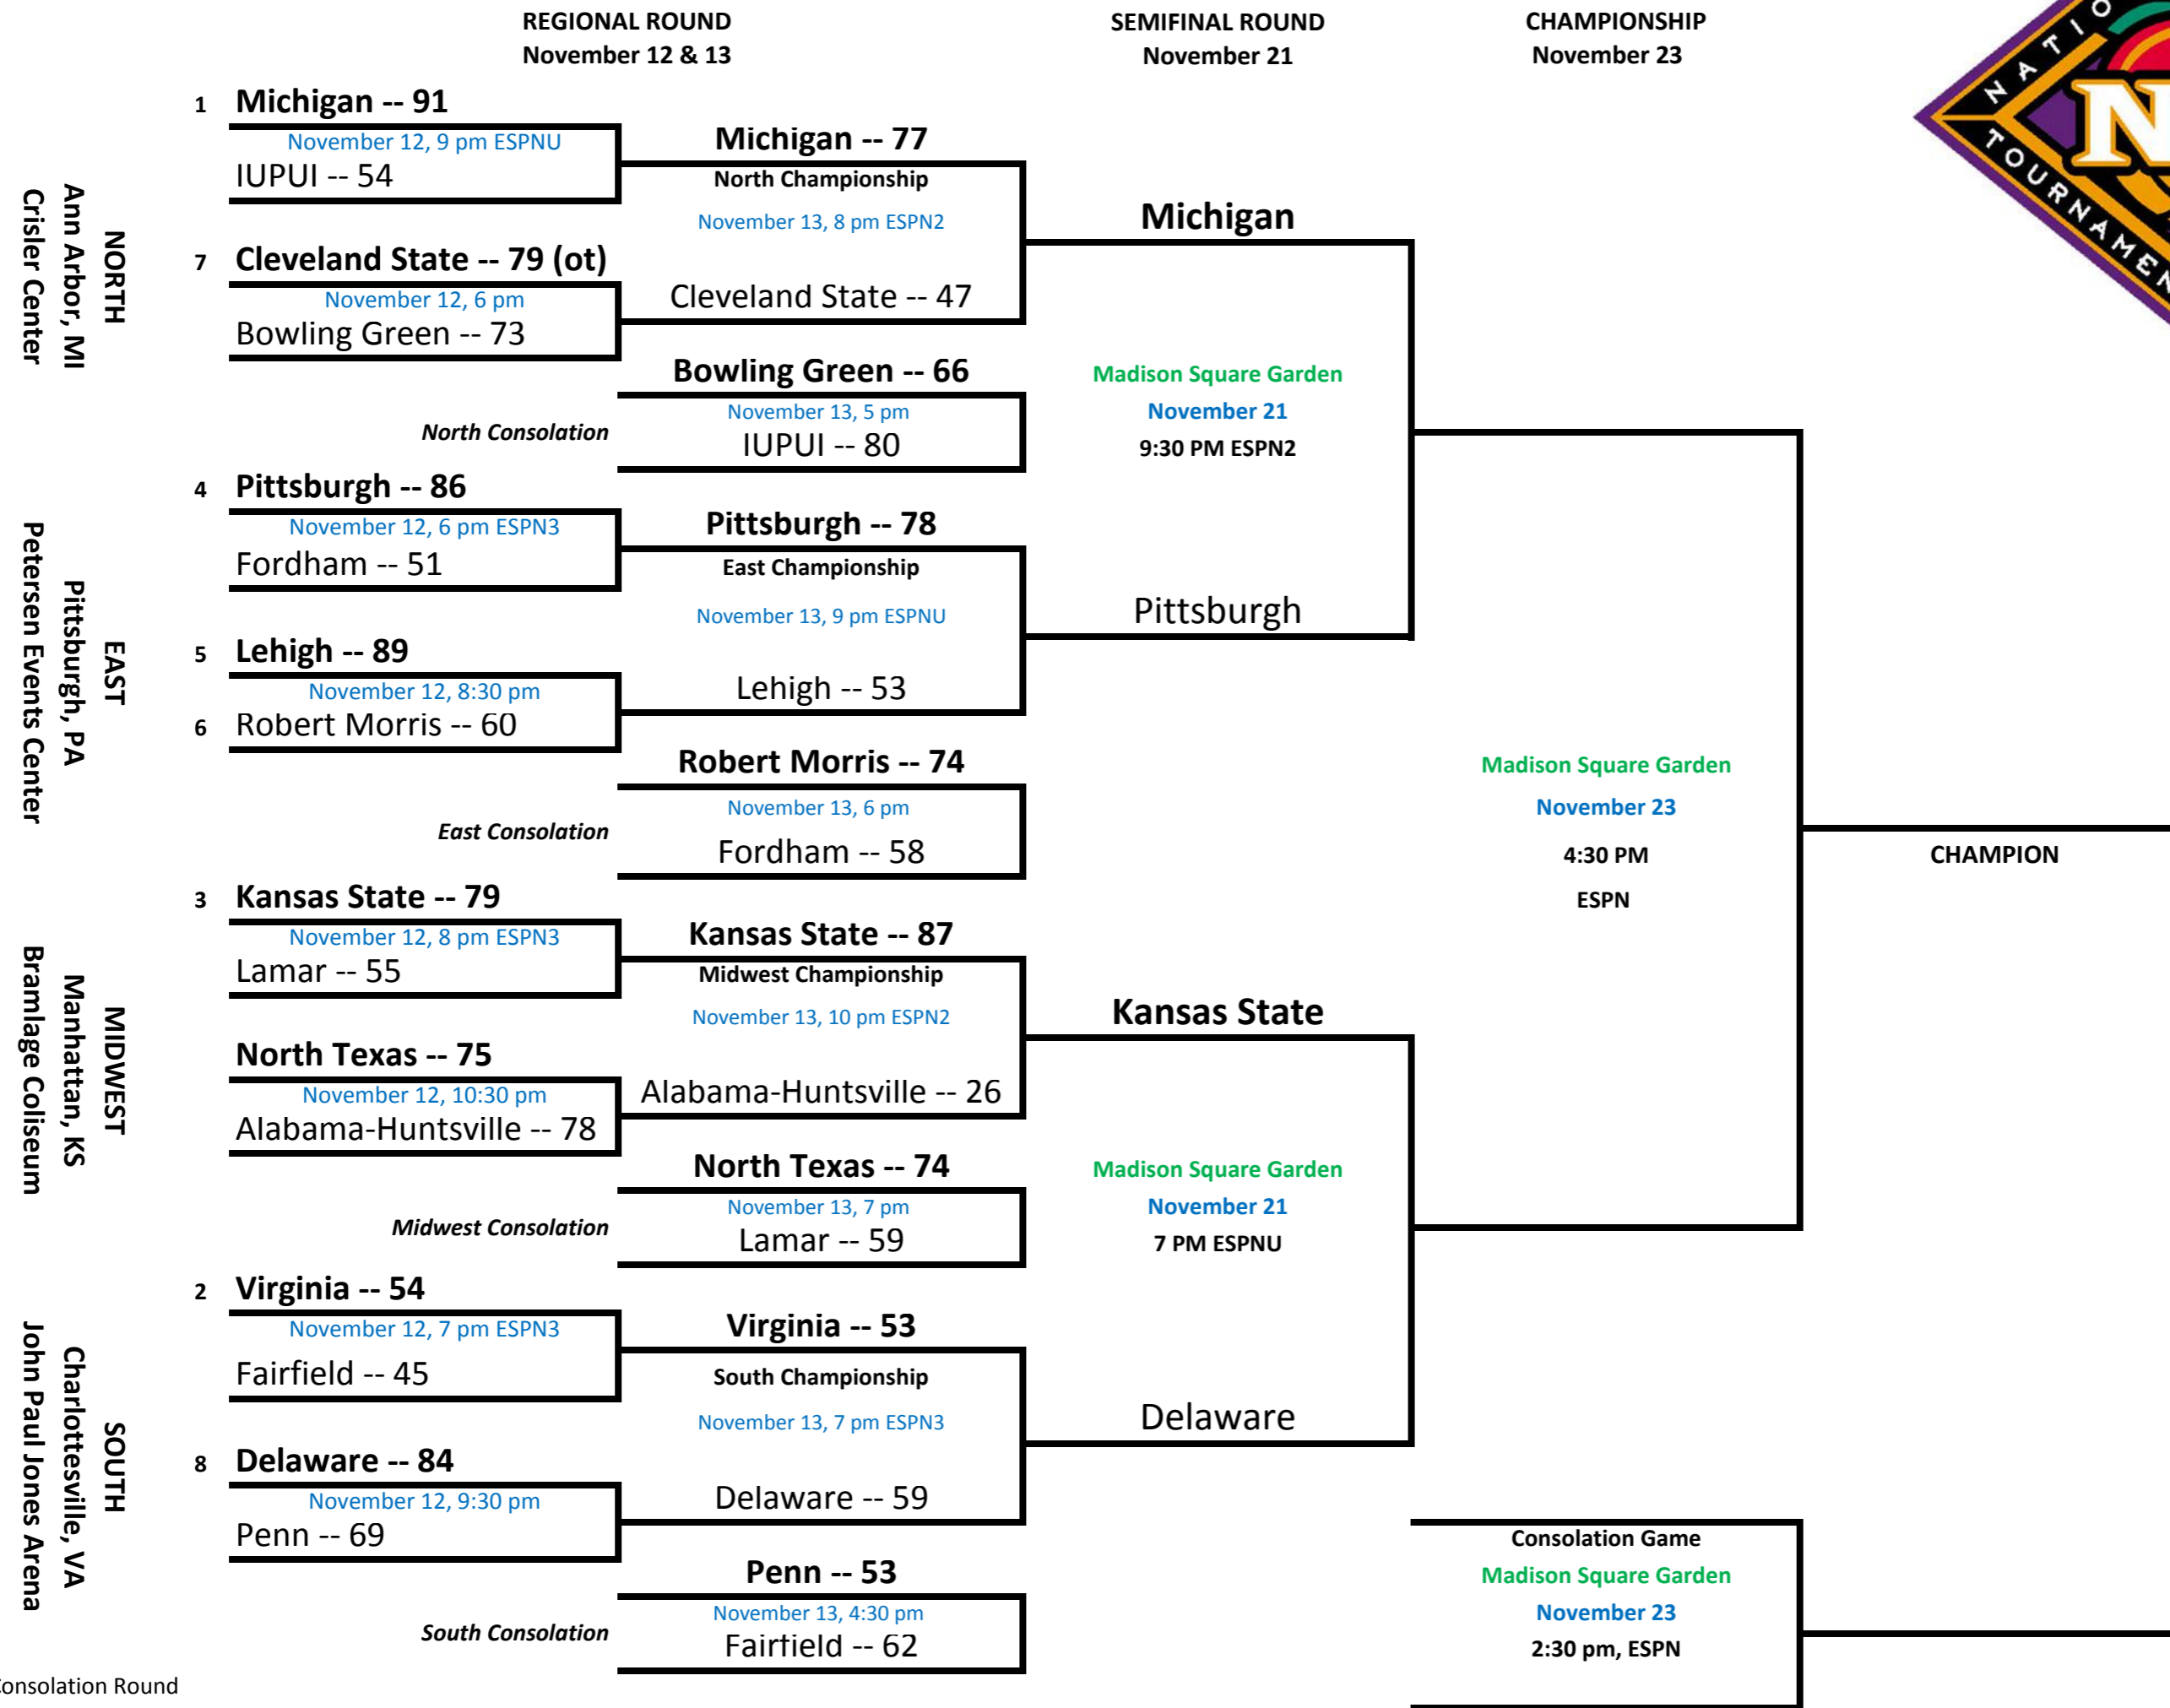 REGIONAL ROUND
November 12 & 13
SEMIFINAL ROUND
November 21
CHAMPIONSHIP
November 23
TOURNAMEN
NORTH
Ann Arbor, MI
Crisler Center
1 Michigan -- 91
November 12, 9 pm ESPNU
IUPUI -- 54
7 Cleveland State -- 79 (ot)
November 12, 6 pm
Bowling Green -- 73
Michigan -- 77
North Championship
November 13, 8 pm ESPN2
Cleveland State -- 47
North Consolation
Bowling Green -- 66
November 13, 5 pm
IUPUI -- 80
EAST
Pittsburgh, PA
Petersen Events Center
4 Pittsburgh -- 86
November 12, 6 pm ESPN3
Fordham -- 51
5 Lehigh -- 89
November 12, 8:30 pm
6 Robert Morris -- 60
Pittsburgh -- 78
East Championship
November 13, 9 pm ESPNU
Lehigh -- 53
East Consolation
Robert Morris -- 74
November 13, 6 pm
Fordham -- 58
MIDWEST
Manhattan, KS
Bramlage Coliseum
3 Kansas State -- 79
November 12, 8 pm ESPN3
Lamar -- 55
North Texas -- 75
November 12, 10:30 pm
Alabama-Huntsville -- 78
Kansas State -- 87
Midwest Championship
November 13, 10 pm ESPN2
Alabama-Huntsville -- 26
Midwest Consolation
North Texas -- 74
November 13, 7 pm
Lamar -- 59
SOUTH
Charlottesville, VA
John Paul Jones Arena
2 Virginia -- 54
November 12, 7 pm ESPN3
Fairfield -- 45
8 Delaware -- 84
November 12, 9:30 pm
Penn -- 69
Virginia -- 53
South Championship
November 13, 7 pm ESPN3
Delaware -- 59
South Consolation
Penn -- 53
November 13, 4:30 pm
Fairfield -- 62
Michigan
Madison Square Garden
November 21
9:30 PM ESPN2
Pittsburgh
Kansas State
Madison Square Garden
November 21
7 PM ESPNU
Delaware
Madison Square Garden
November 23
4:30 PM
ESPN
CHAMPION
Consolation Game
Madison Square Garden
November 23
2:30 pm, ESPN
onsolation Round